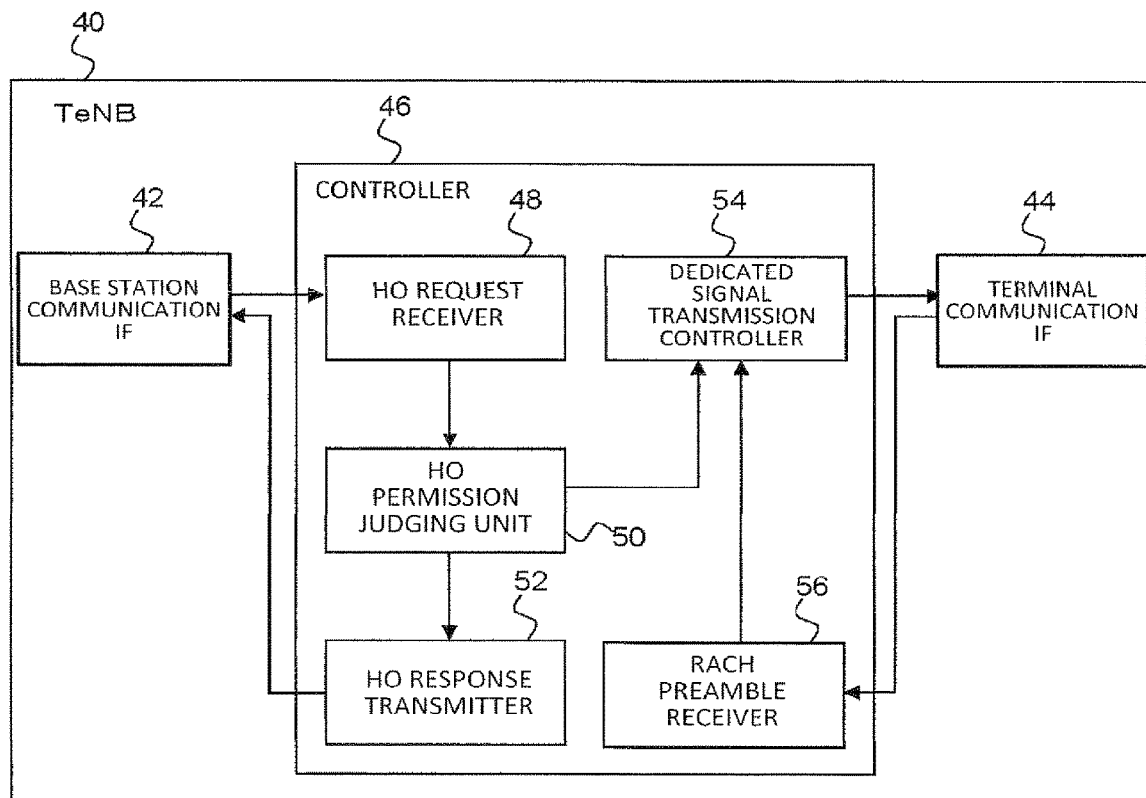 40
TeNB
46
CONTROLLER
42
48
54
44
BASE STATION
COMMUNICATION
IF
HO REQUEST
RECEIVER
DEDICATED
SIGNAL
TRANSMISSION
CONTROLLER
TERMINAL
COMMUNICATION
IF
HO
PERMISSION
JUDGING UNIT
50
52
56
HO RESPONSE
TRANSMITTER
RACH
PREAMBLE
RECEIVER